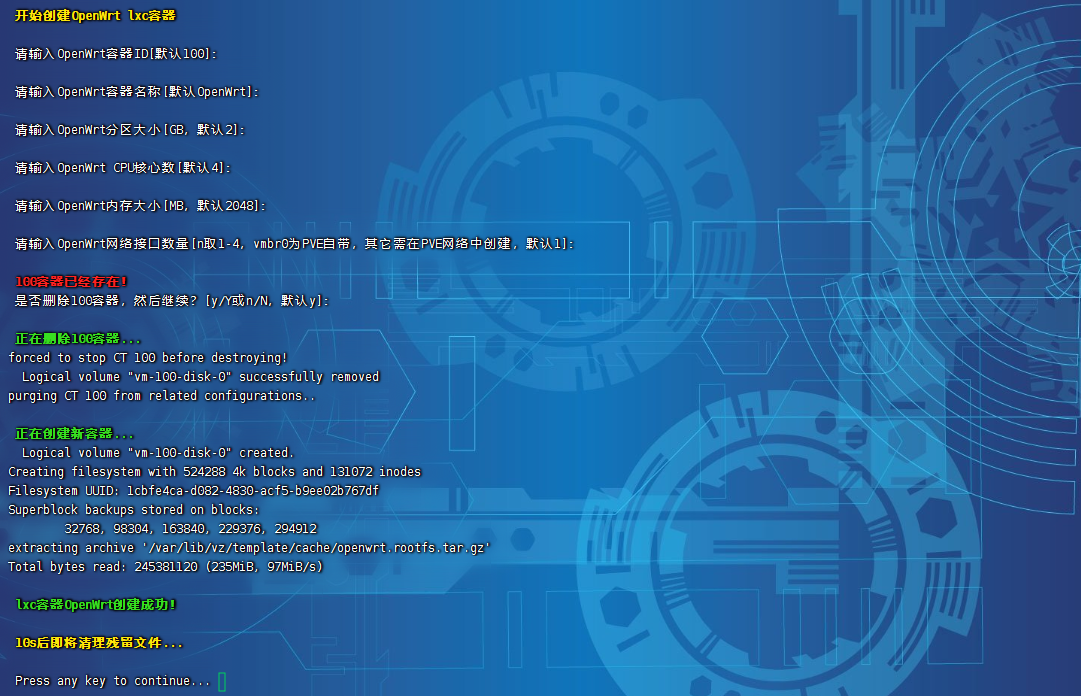 开始创建OpenWrt lxc容器
请输入OpenWrt容器ID[默认100]:
请输入OpenWrt容器名称[默认OpenWrt]:
请输入OpenWrt分区大小[GB, 默认2]:
请输入OpenWrt CPU核心数[默认4]:
请输入OpenWrt内存大小[MB, 默认2048]:
请输入OpenWrt网络接口数量[n取1-4, vmbr0为PVE自带, 其它需在PVE网络中创建, 默认1]:
100容器已经存在!
是否删除100容器, 然后继续? [y/Y或n/N, 默认y]:
正在删除100容器...
forced to stop CT 100 before destroying!
Logical volume "vm-100-disk-0" successfully removed
purging CT 100 from related configurations..
正在创建新容器...
Logical volume "vm-100-disk-0" created.
Creating filesystem with 524288 4k blocks and 131072 inodes
Filesystem UUID: 1cbfe4ca-d082-4830-acf5-b9ee02b767df
Superblock backups stored on blocks:
32768, 98304, 163840, 229376, 294912
extracting archive '/var/lib/vz/template/cache/openwrt.rootfs.tar.gz'
Total bytes read: 245381120 (235MiB, 97MiB/s)
lxc容器OpenWrt创建成功!
10s后即将清理残留文件...
Press any key to continue...